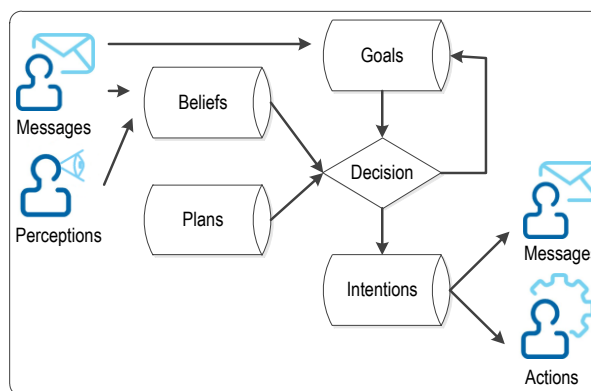 Goals
Beliefs
Messages
Decision
Plans
Perceptions
Message
Intentions
Actions